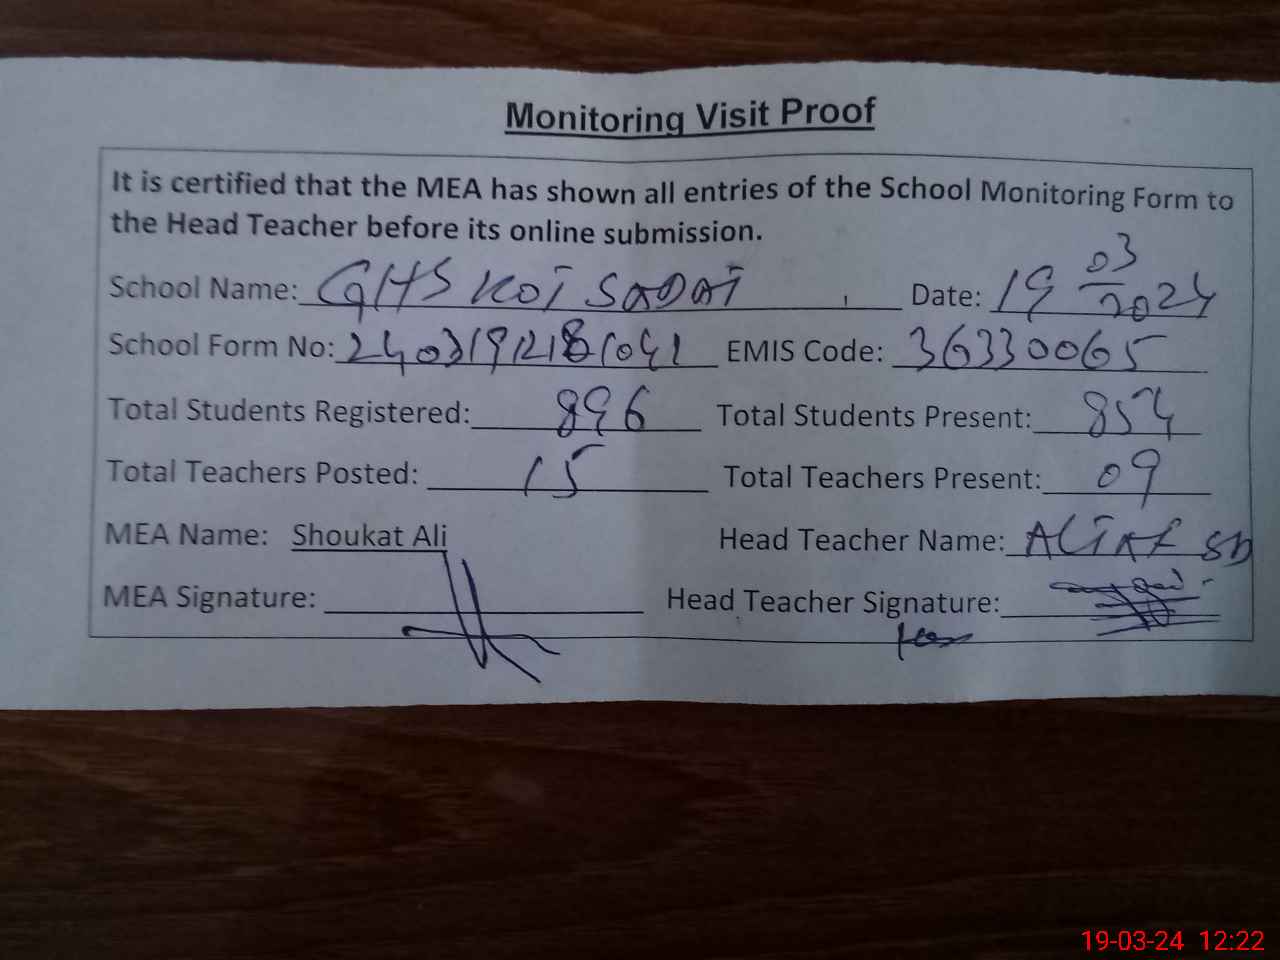 Monitoring Visit Proof
It is certified that the MEA has shown all entries of the School Monitoring Form to
the Head Teacher before its online submission.
School Name: GHS KOT SADAT Date: 19 03 2024
School Form No: EMIS Code: 36330065
Total Students Registered: 896 Total Students Present: 854
Total Teachers Posted: 15 Total Teachers Present: 09
MEA Name: Shoukat Ali Head Teacher Name:
MEA Signature: Head Teacher Signature:
19-03-24 12:22